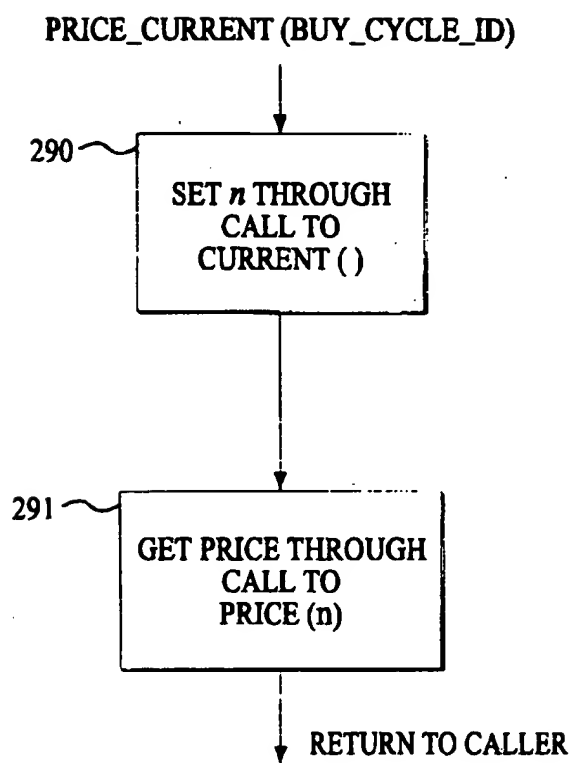 PRICE_CURRENT (BUY_CYCLE_ID)
290
SET n THROUGH
CALL TO
CURRENT ( )
291
GET PRICE THROUGH
CALL TO
PRICE (n)
RETURN TO CALLER